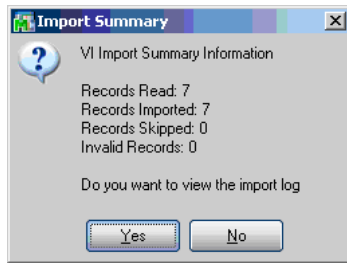 Import Summary
VI Import Summary Information
Records Read: 7
Records Imported: 7
Records Skipped: 0
Invalid Records: 0
Do you want to view the import log
Yes No